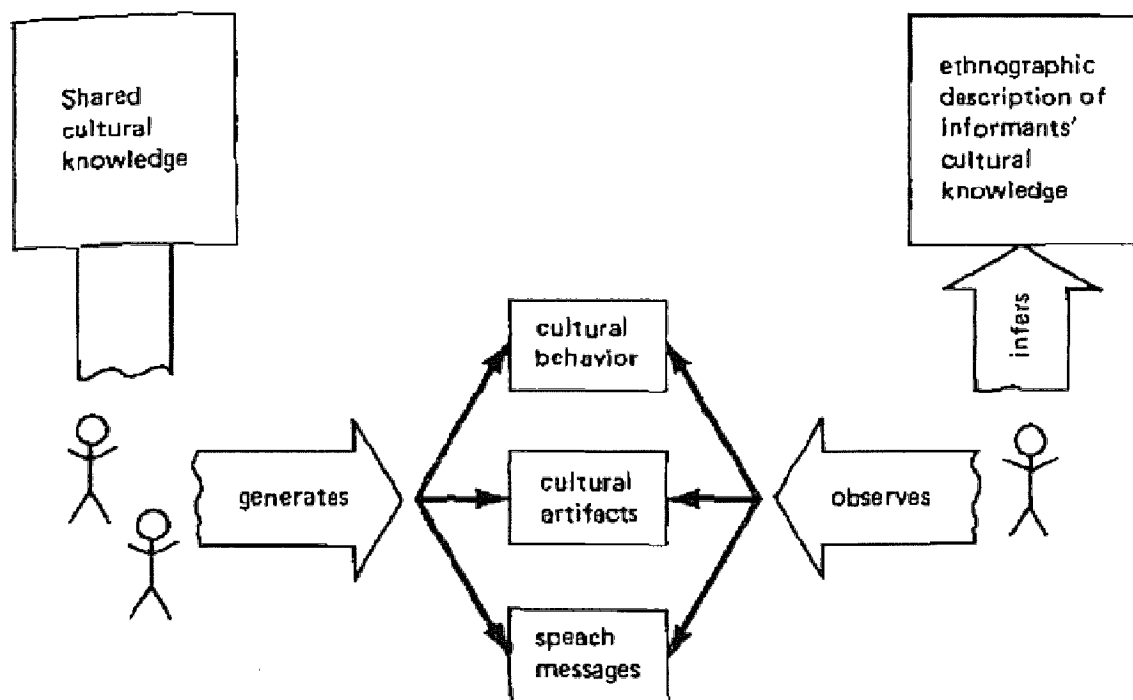 Shared
cultural
knowledge
ethnographic
description of
informants'
cultural
knowledge
infers
cultural
behavior
generates
cultural
artifacts
observes
speach
messages